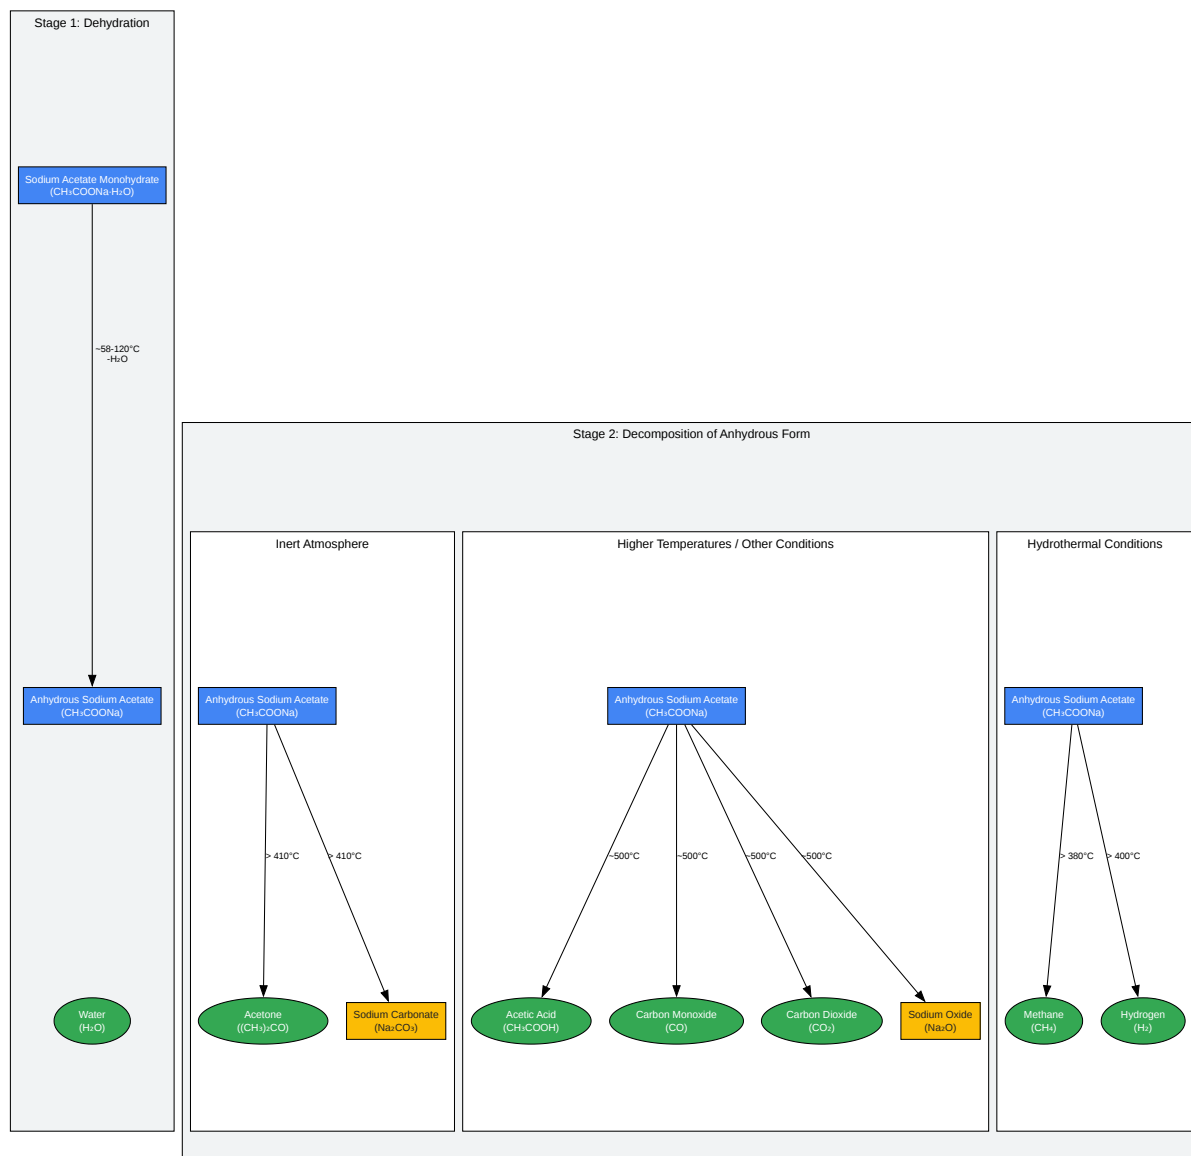 Stage 1: Dehydration
Sodium Acetate Monohydrate
(CH₃COONa·H₂O)
~58-120°C
-H₂O
Anhydrous Sodium Acetate
(CH₃COONa)
Water
(H₂O)
Stage 2: Decomposition of Anhydrous Form
Inert Atmosphere
Anhydrous Sodium Acetate
(CH₃COONa)
> 410°C
> 410°C
Acetone
((CH₃)₂CO)
Sodium Carbonate
(Na₂CO₃)
Higher Temperatures / Other Conditions
Anhydrous Sodium Acetate
(CH₃COONa)
~500°C
~500°C
~500°C
~500°C
Acetic Acid
(CH₃COOH)
Carbon Monoxide
(CO)
Carbon Dioxide
(CO₂)
Sodium Oxide
(Na₂O)
Hydrothermal Conditions
Anhydrous Sodium Acetate
(CH₃COONa)
> 380°C
> 400°C
Methane
(CH₄)
Hydrogen
(H₂)